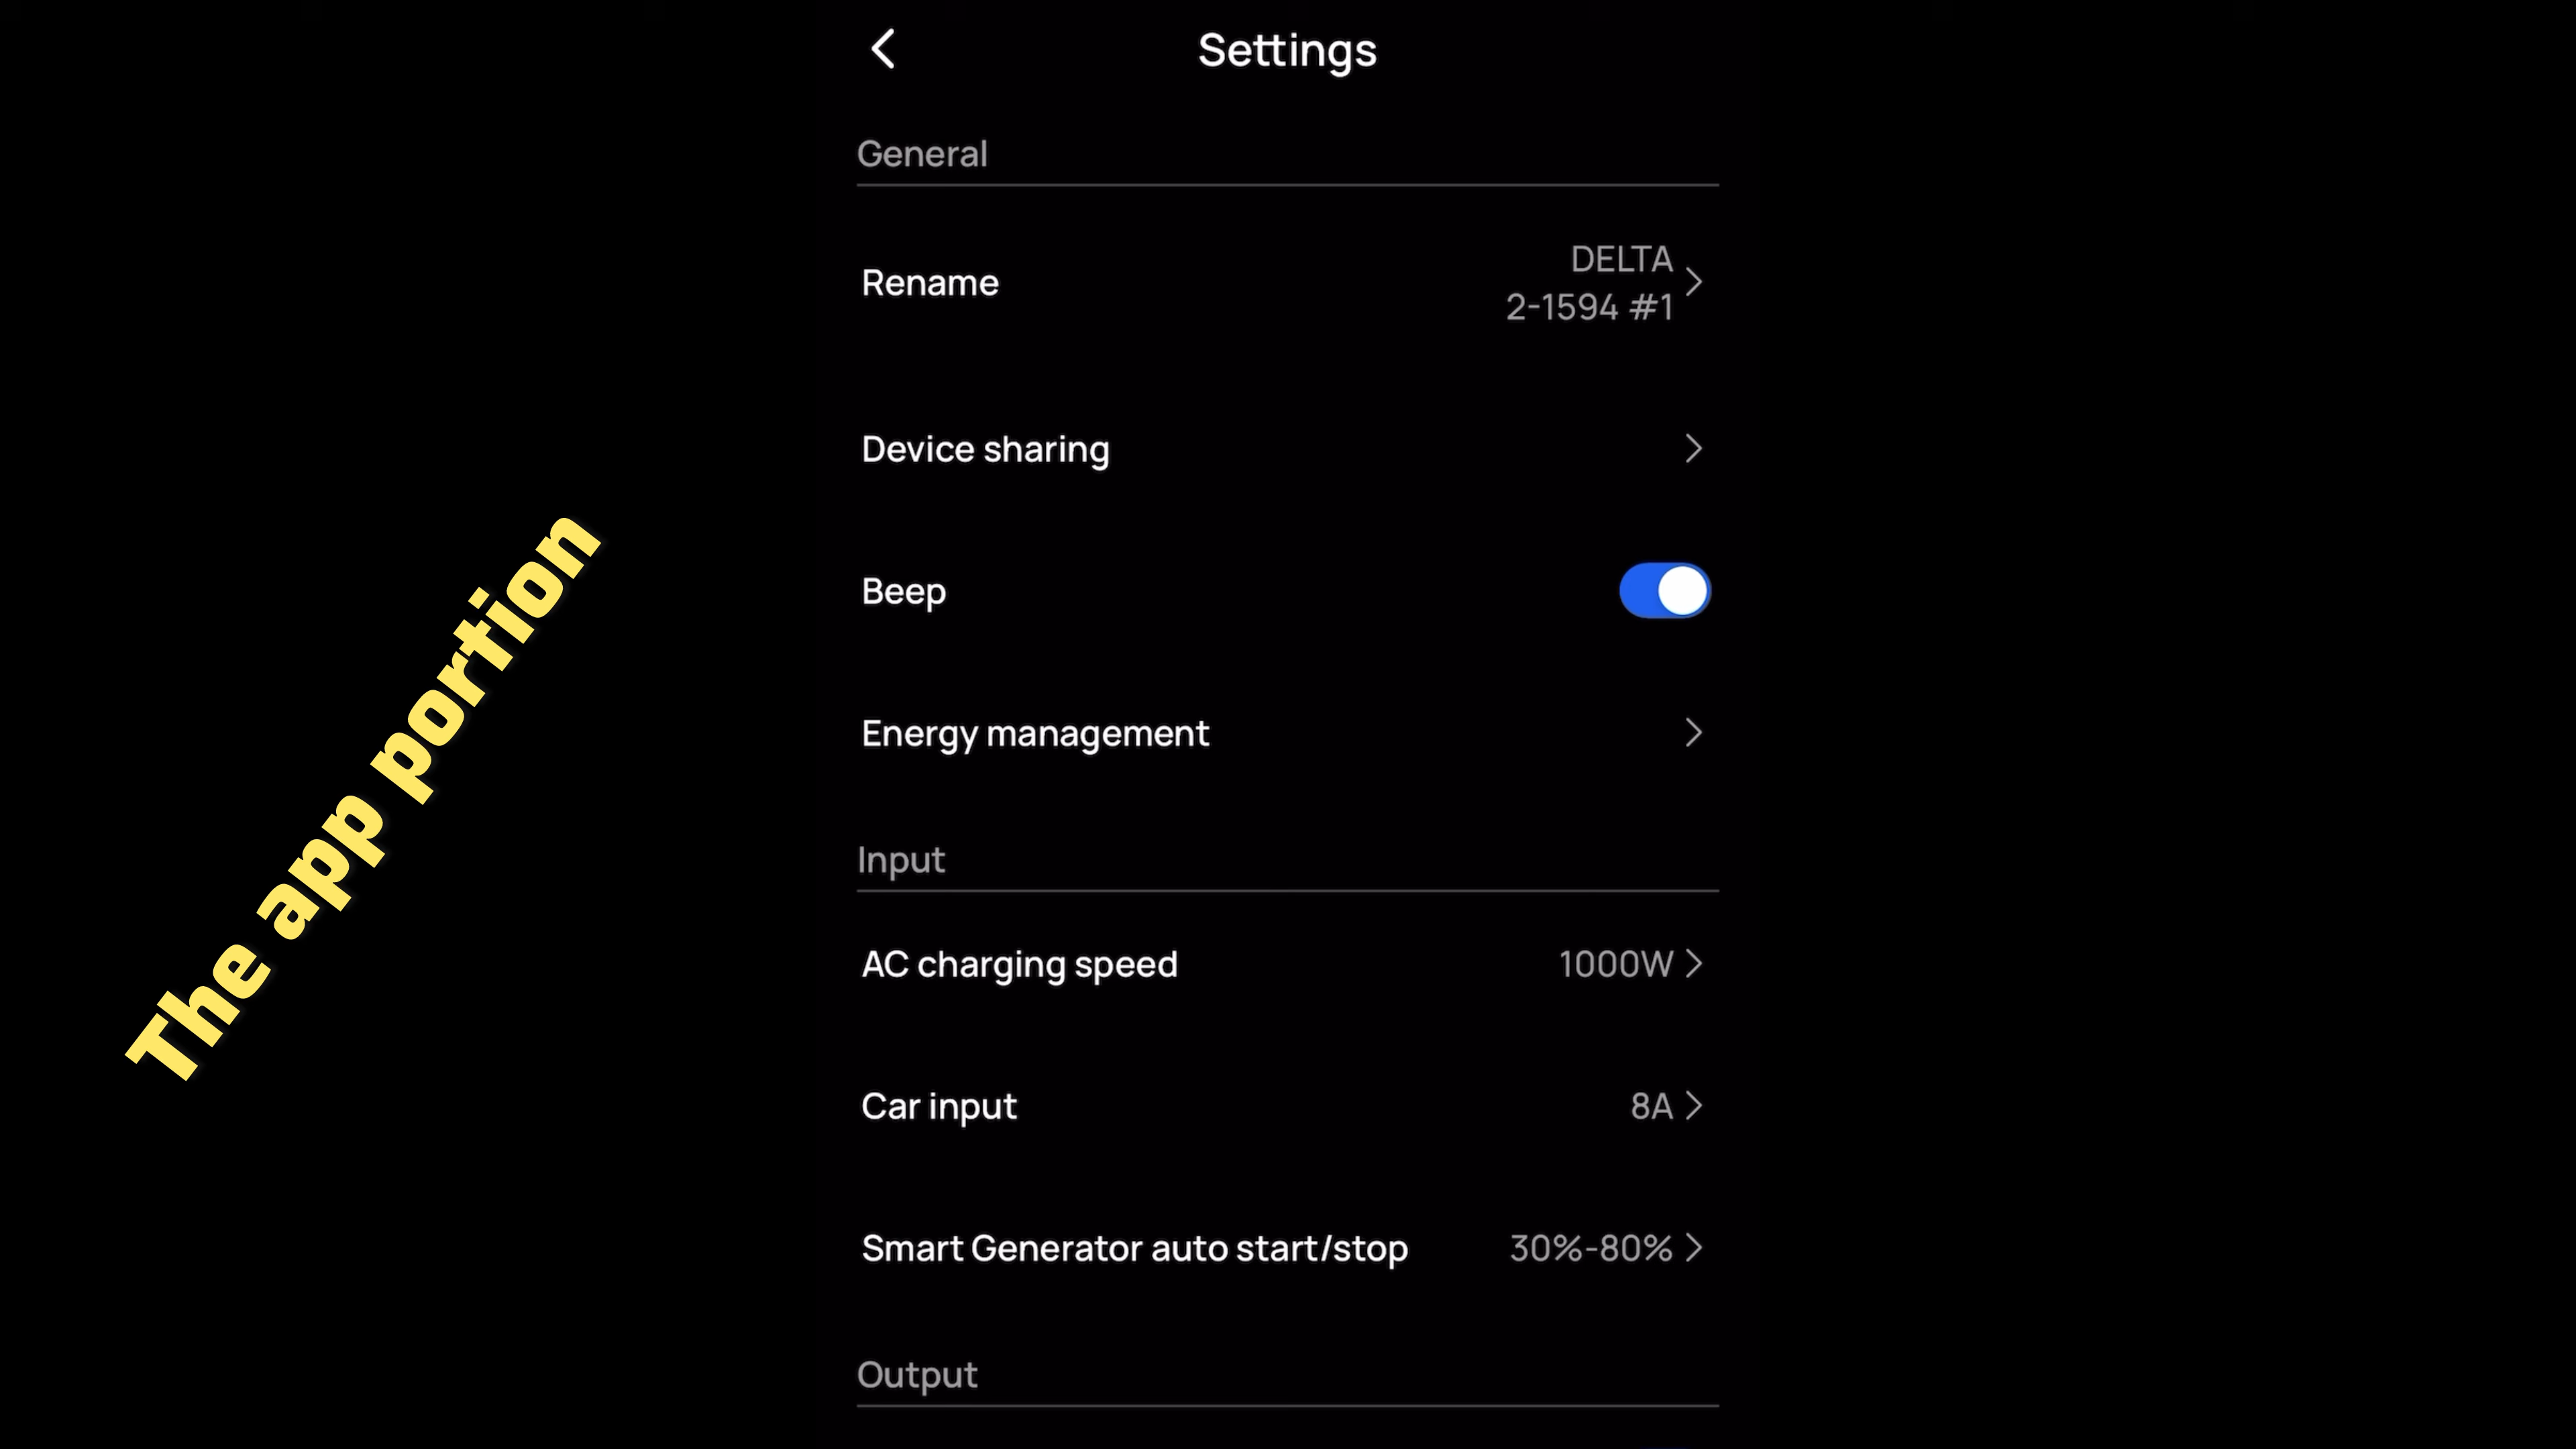 Settings
General
Rename
DELTA
2-1594 #1
Device sharing
Beep
Energy management
Input
AC charging speed 1000W
Car input 8A
Smart Generator auto start/stop 30%-80%
Output
The app portion